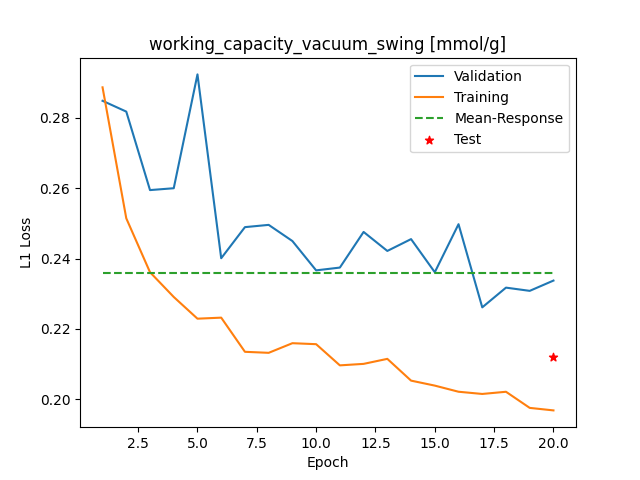 working_capacity_vacuum_swing [mmol/g]
Validation
Training
Mean-Response
Test
L1 Loss
0.28
0.26
0.24
0.22
0.20
2.5 5.0 7.5 10.0 12.5 15.0 17.5 20.0
Epoch